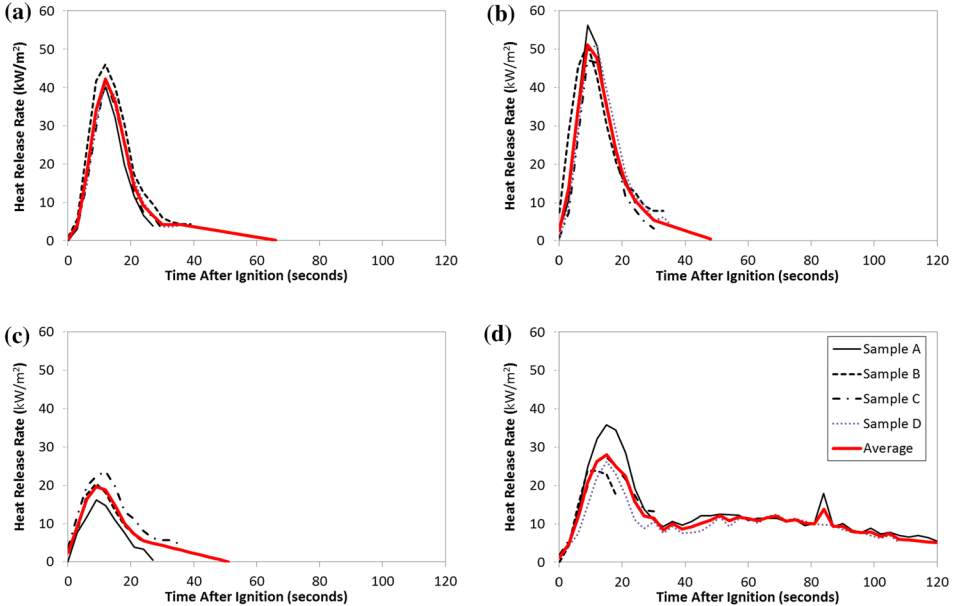 (a)
60
50
40
30
20
10
0
Heat Release Rate (kW/m²)
0 20 40 60 80 100 120
Time After Ignition (seconds)
(b)
60
50
40
30
20
10
0
Heat Release Rate (kW/m²)
0 20 40 60 80 100 120
Time After Ignition (seconds)
(c)
60
50
40
30
20
10
0
Heat Release Rate (kW/m²)
0 20 40 60 80 100 120
Time After Ignition (seconds)
(d)
60
50
40
30
20
10
0
Heat Release Rate (kW/m²)
0 20 40 60 80 100 120
Time After Ignition (seconds)
Sample A
Sample B
Sample C
Sample D
Average